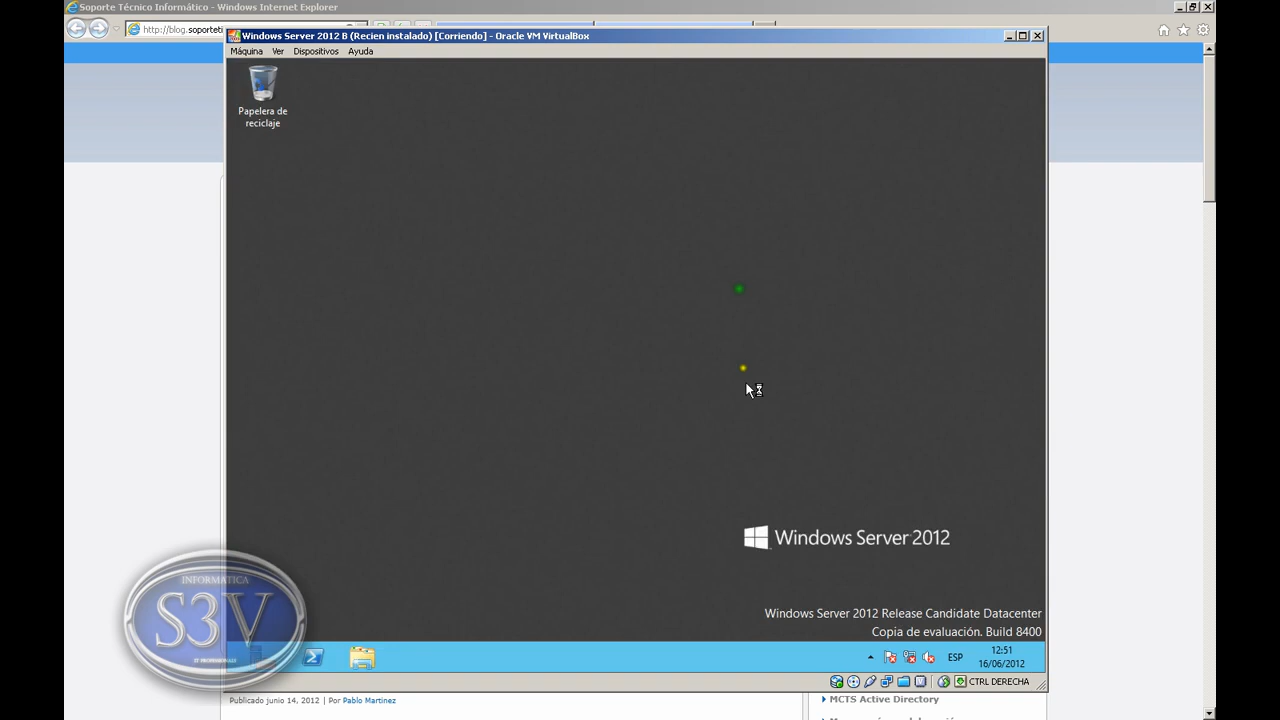 Soporte Técnico Informático - Windows Internet Explorer
http://blog.soporteti
Windows Server 2012 B (Recien instalado) [Corriendo] - Oracle VM VirtualBox
Máquina Ver Dispositivos Ayuda
Papelera de
reciclaje
Windows Server 2012
Windows Server 2012 Release Candidate Datacenter
Copia de evaluación. Build 8400
INFORMATICA
S3V
IT PROFESIONALES
ESP
12:51
16/06/2012
CTRL DERECHA
Publicado junio 14, 2012 | Por Pablo Martinez
MCTS Active Directory